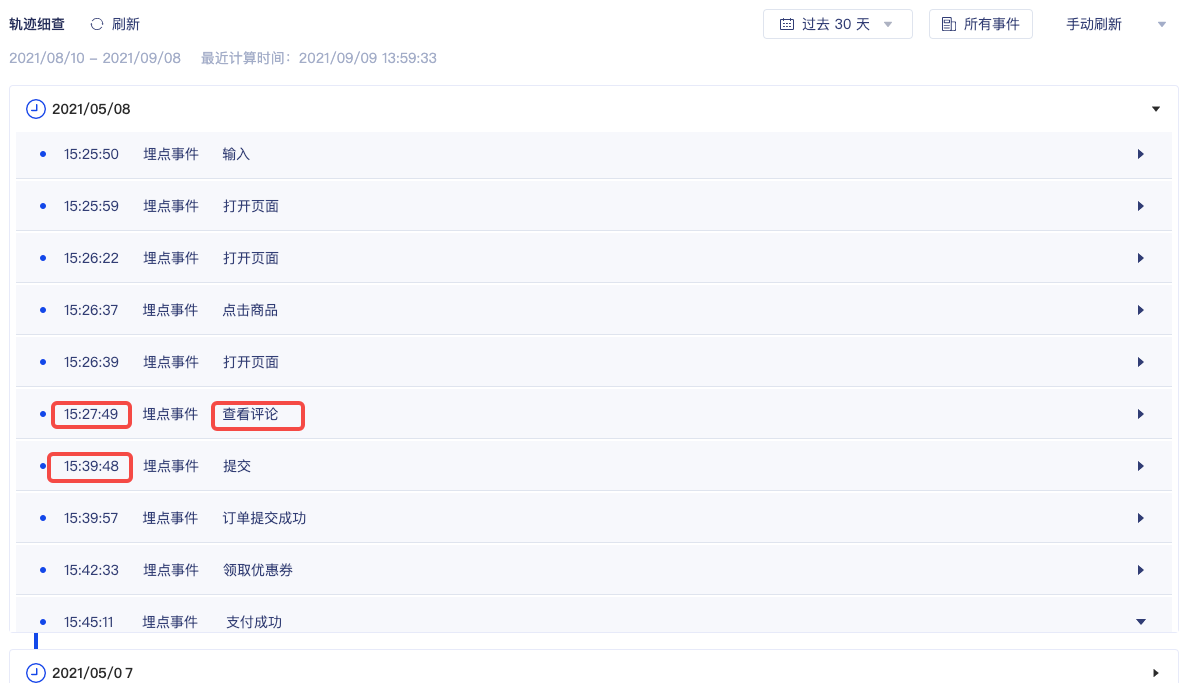 轨迹细查 刷新 过去 30 天 所有事件 手动刷新
2021/08/10 – 2021/09/08 最近计算时间：2021/09/09 13:59:33
2021/05/08
15:25:50 埋点事件 输入
15:25:59 埋点事件 打开页面
15:26:22 埋点事件 打开页面
15:26:37 埋点事件 点击商品
15:26:39 埋点事件 打开页面
15:27:49 埋点事件 查看评论
15:39:48 埋点事件 提交
15:39:57 埋点事件 订单提交成功
15:42:33 埋点事件 领取优惠券
15:45:11 埋点事件 支付成功
2021/05/0 7